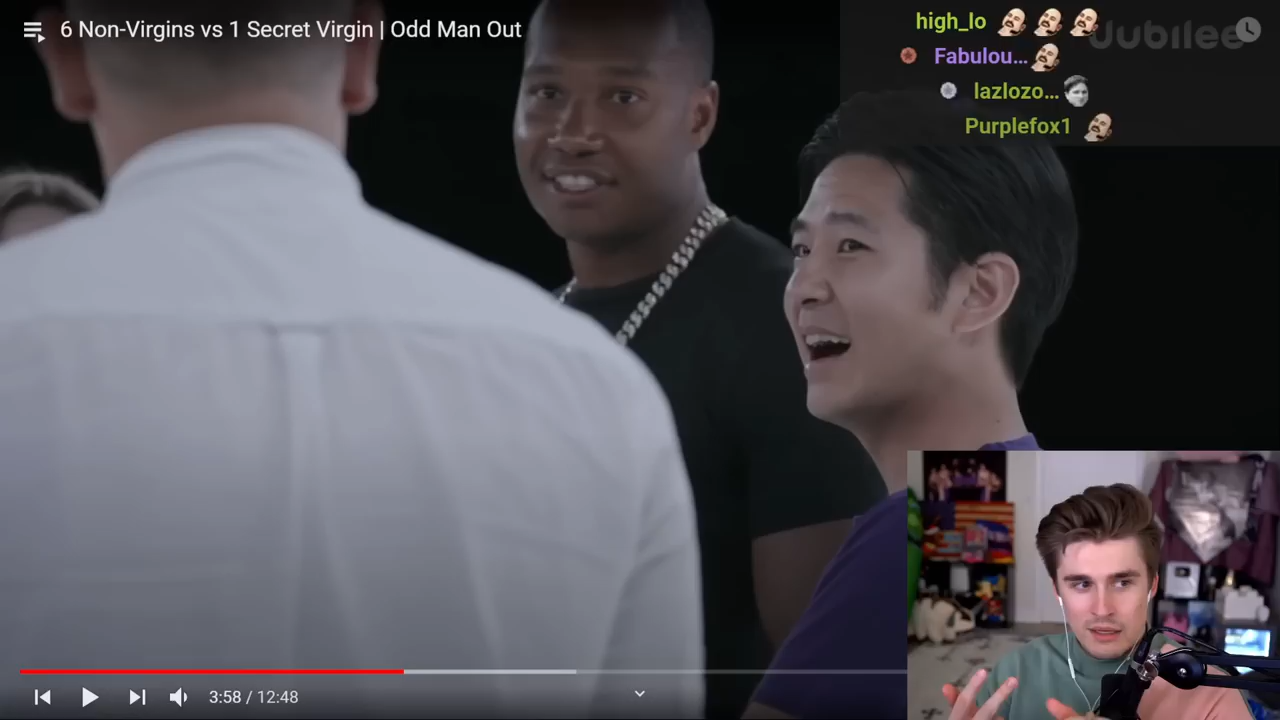 6 Non-Virgins vs 1 Secret Virgin | Odd Man Out
high_lo
Jubilee
Fabulou...
lazlozo...
Purplefox1
3:58 / 12:48